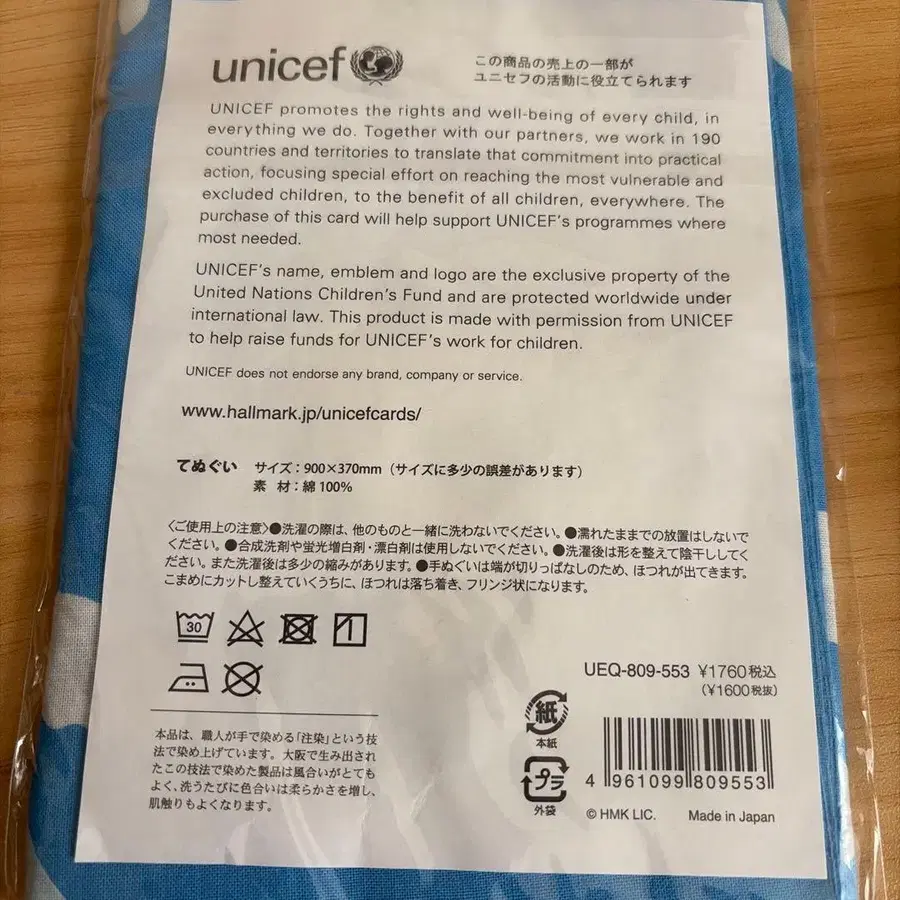 unicef
この商品の売上の一部が
ユニセフの活動に役立てられます
UNICEF promotes the rights and well-being of every child, in
everything we do. Together with our partners, we work in 190
countries and territories to translate that commitment into practical
action, focusing special effort on reaching the most vulnerable and
excluded children, to the benefit of all children, everywhere. The
purchase of this card will help support UNICEF's programmes where
most needed.
UNICEF's name, emblem and logo are the exclusive property of the
United Nations Children's Fund and are protected worldwide under
international law. This product is made with permission from UNICEF
to help raise funds for UNICEF's work for children.
UNICEF does not endorse any brand, company or service.
www.hallmark.jp/unicefcards/
てぬぐい サイズ：900×370mm（サイズに多少の誤差があります）
素 材：綿100%
〈ご使用上の注意〉●洗濯の際は、他のものと一緒に洗わないでください。●濡れたままでの放置はしないで
ください。●合成洗剤や蛍光増白剤・漂白剤は使用しないでください。●洗濯後は形を整えて陰干ししてく
ださい。また洗濯後は多少の縮みがあります。●手ぬぐいは端が切りっぱなしのため、ほつれが出てきます。
こまめにカットし整えていくうちに、ほつれは落ち着き、フリンジ状になります。
30
UEQ-809-553 ¥1760税込
(¥1600税抜)
本品は、職人が手で染める「注染」という技
法で染め上げています。大阪で生み出され
たこの技法で染めた製品は風合いがとても
よく、洗うたびに色合いは柔らかさを増し、
肌触りもよくなります。
紙
本紙
プラ
外袋
4 961099 809553
© HMK LIC. Made in Japan